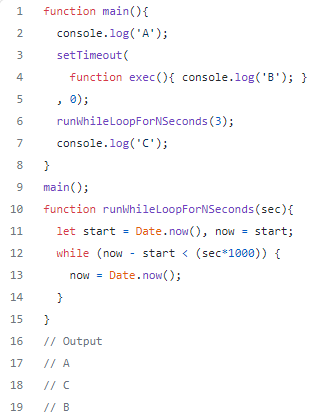 1 function main(){
2   console.log('A');
3   setTimeout(
4     function exec(){ console.log('B'); }
5   , 0);
6   runWhileLoopForNSeconds(3);
7   console.log('C');
8 }
9 main();
10 function runWhileLoopForNSeconds(sec){
11   let start = Date.now(), now = start;
12   while (now - start < (sec*1000)) {
13     now = Date.now();
14   }
15 }
16 // Output
17 // A
18 // C
19 // B